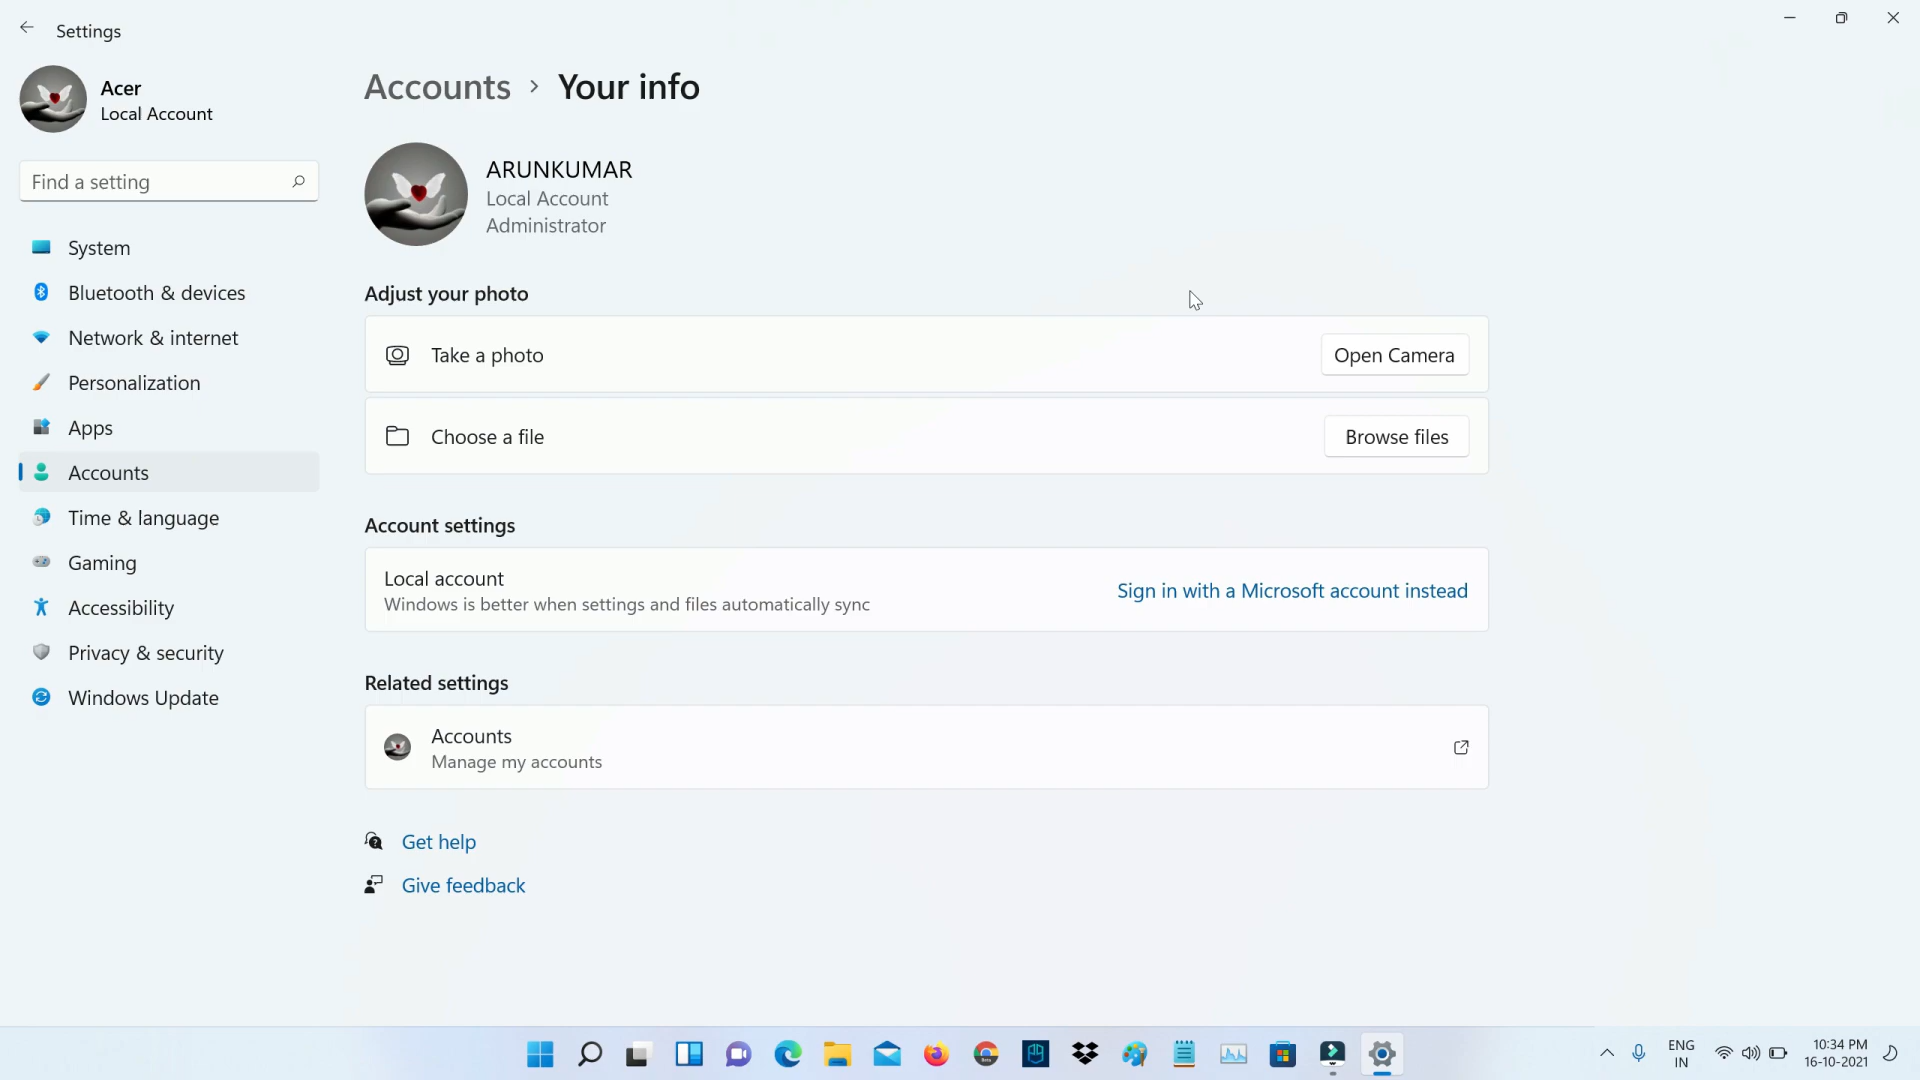 Settings
Acer
Local Account
Find a setting
System
Bluetooth & devices
Network & internet
Personalization
Apps
Accounts
Time & language
Gaming
Accessibility
Privacy & security
Windows Update
Accounts › Your info
ARUNKUMAR
Local Account
Administrator
Adjust your photo
Take a photo
Open Camera
Choose a file
Browse files
Account settings
Local account
Windows is better when settings and files automatically sync
Sign in with a Microsoft account instead
Related settings
Accounts
Manage my accounts
Get help
Give feedback
ENG
IN
10:34 PM
16-10-2021